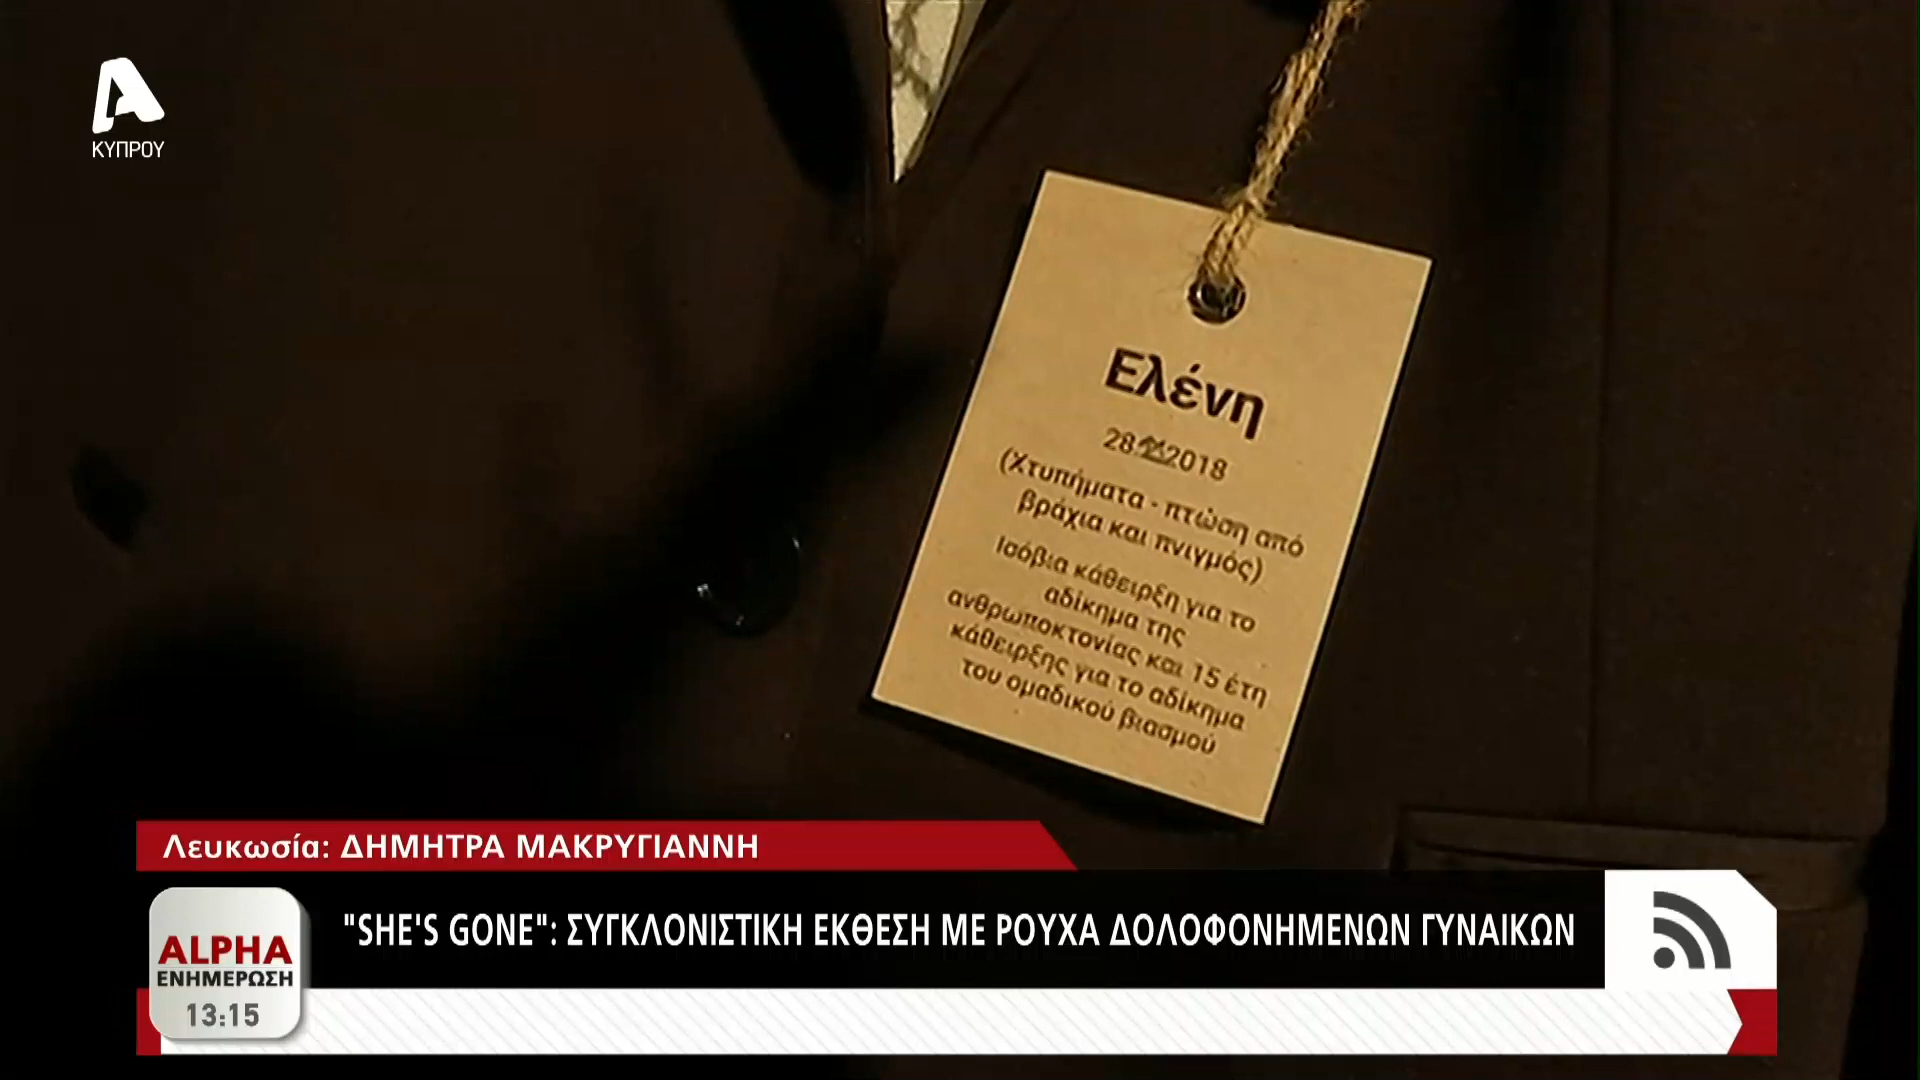 ΚΥΠΡΟΥ
Ελένη
28 2018
(Χτυπήματα - πτώση από
βράχια και πνιγμός)
Ισόβια κάθειρξη για το
αδίκημα της
ανθρωποκτονίας και 15 έτη
κάθειρξης για το αδίκημα
του ομαδικού βιασμού
Λευκωσία: ΔΗΜΗΤΡΑ ΜΑΚΡΥΓΙΑΝΝΗ
"SHE'S GONE": ΣΥΓΚΛΟΝΙΣΤΙΚΗ ΕΚΘΕΣΗ ΜΕ ΡΟΥΧΑ ΔΟΛΟΦΟΝΗΜΕΝΩΝ ΓΥΝΑΙΚΩΝ
ALPHA
ΕΝΗΜΕΡΩΣΗ
13:15